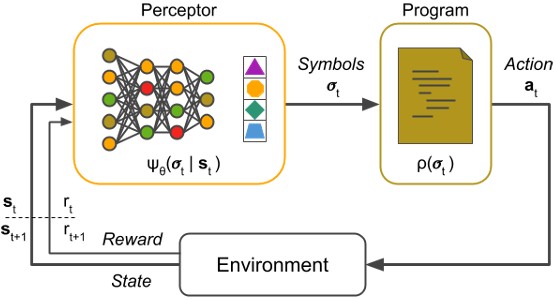 Perceptor
Program
Symbols
σt
Action
at
ψθ(σt | st)
ρ(σt)
st
rt
st+1
rt+1
Reward
State
Environment